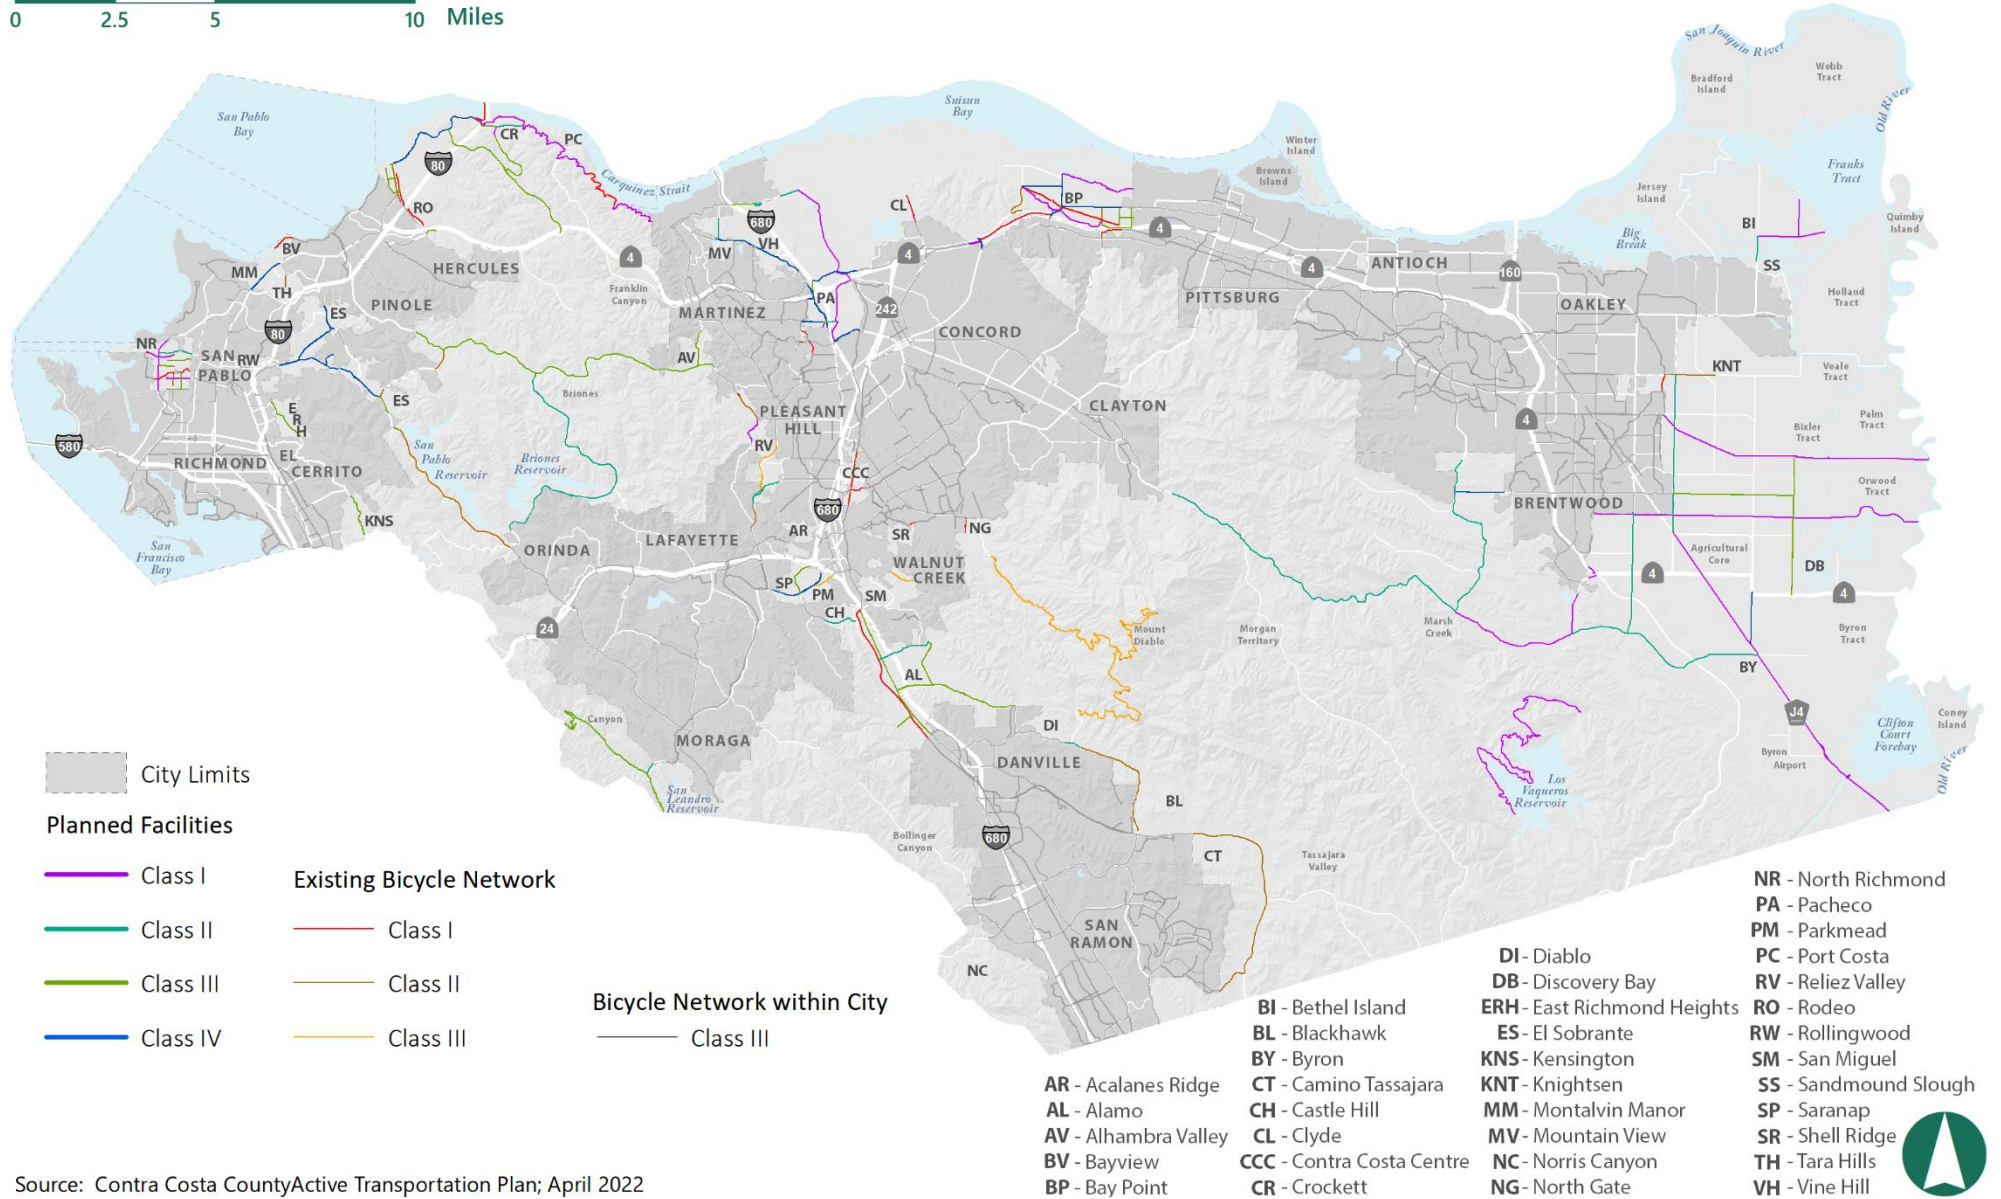 0 2.5 5 10 Miles
San Joaquin River
Webb
Tract
Bradford
Island
Old River
San Pablo
Bay
Suisun
Bay
CR
PC
80
Winter
Island
Browns
Island
Franks
Tract
Carquinez Strait
Jersey
Island
RO
CL
BP
BI
Quimby
Island
680
4
Big
Break
BV
MM
TH
HERCULES
4
Franklin
Canyon
MV
VH
4
ANTIOCH
4
160
SS
PINOLE
ES
80
PA
MARTINEZ
242
CONCORD
PITTSBURG
OAKLEY
Holland
Tract
NR
SAN
PABLO
RW
AV
KNT
Veale
Tract
Briones
ES
E
R
H
PLEASANT
HILL
CLAYTON
4
Palm
Tract
Bixler
Tract
580
RICHMOND
EL
CERRITO
San
Pablo
Reservoir
Briones
Reservoir
RV
CCC
680
Orwood
Tract
BRENTWOOD
KNS
San
Francisco
Bay
ORINDA
LAFAYETTE
AR
SR
NG
WALNUT
CREEK
Agricultural
Core
4
DB
4
SP
PM
SM
CH
24
Mount
Diablo
Morgan
Territory
Marsh
Creek
Byron
Tract
BY
AL
Canyon
MORAGA
DI
DANVILLE
J4
Clifton
Court
Forebay
Coney
Island
Byron
Airport
Old River
Los
Vaqueros
Reservoir
San
Leandro
Reservoir
BL
680
Bollinger
Canyon
CT
Tassajara
Valley
SAN
RAMON
NC
City Limits
Planned Facilities
Class I
Class II
Class III
Class IV
Existing Bicycle Network
Class I
Class II
Class III
Bicycle Network within City
Class III
AR - Acalanes Ridge
AL - Alamo
AV - Alhambra Valley
BV - Bayview
BP - Bay Point
BI - Bethel Island
BL - Blackhawk
BY - Byron
CT - Camino Tassajara
CH - Castle Hill
CL - Clyde
CCC - Contra Costa Centre
CR - Crockett
DI - Diablo
DB - Discovery Bay
ERH - East Richmond Heights
ES - El Sobrante
KNS - Kensington
KNT - Knightsen
MM - Montalvin Manor
MV - Mountain View
NC - Norris Canyon
NG - North Gate
NR - North Richmond
PA - Pacheco
PM - Parkmead
PC - Port Costa
RV - Reliez Valley
RO - Rodeo
RW - Rollingwood
SM - San Miguel
SS - Sandmound Slough
SP - Saranap
SR - Shell Ridge
TH - Tara Hills
VH - Vine Hill
Source: Contra Costa CountyActive Transportation Plan; April 2022